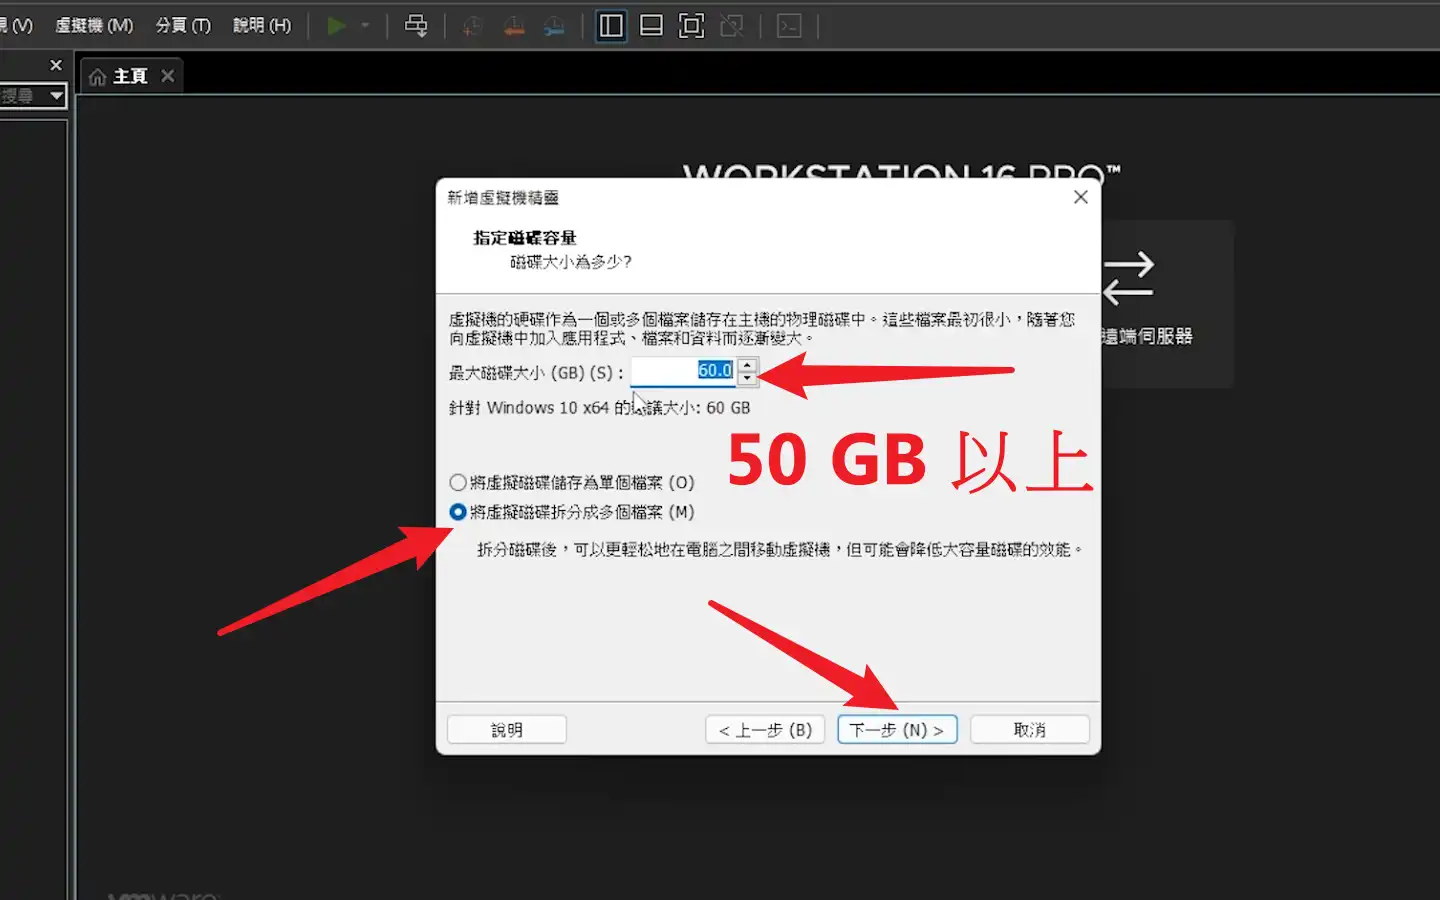 (V) 虛擬機 (M) 分頁 (T) 說明 (H)
搜尋
主頁
WORKSTATION 16 PRO™
新增虛擬機精靈
指定磁碟容量
磁碟大小為多少?
虛擬機的硬碟作為一個或多個檔案儲存在主機的物理磁碟中。這些檔案最初很小，隨著您
向虛擬機中加入應用程式、檔案和資料而逐漸變大。
遠端伺服器
最大磁碟大小 (GB) (S)： 60.0
針對 Windows 10 x64 的建議大小: 60 GB
50 GB 以上
將虛擬磁碟儲存為單個檔案 (O)
將虛擬磁碟拆分成多個檔案 (M)
拆分磁碟後，可以更輕松地在電腦之間移動虛擬機，但可能會降低大容量磁碟的效能。
說明
< 上一步 (B)
下一步 (N) >
取消
vmware